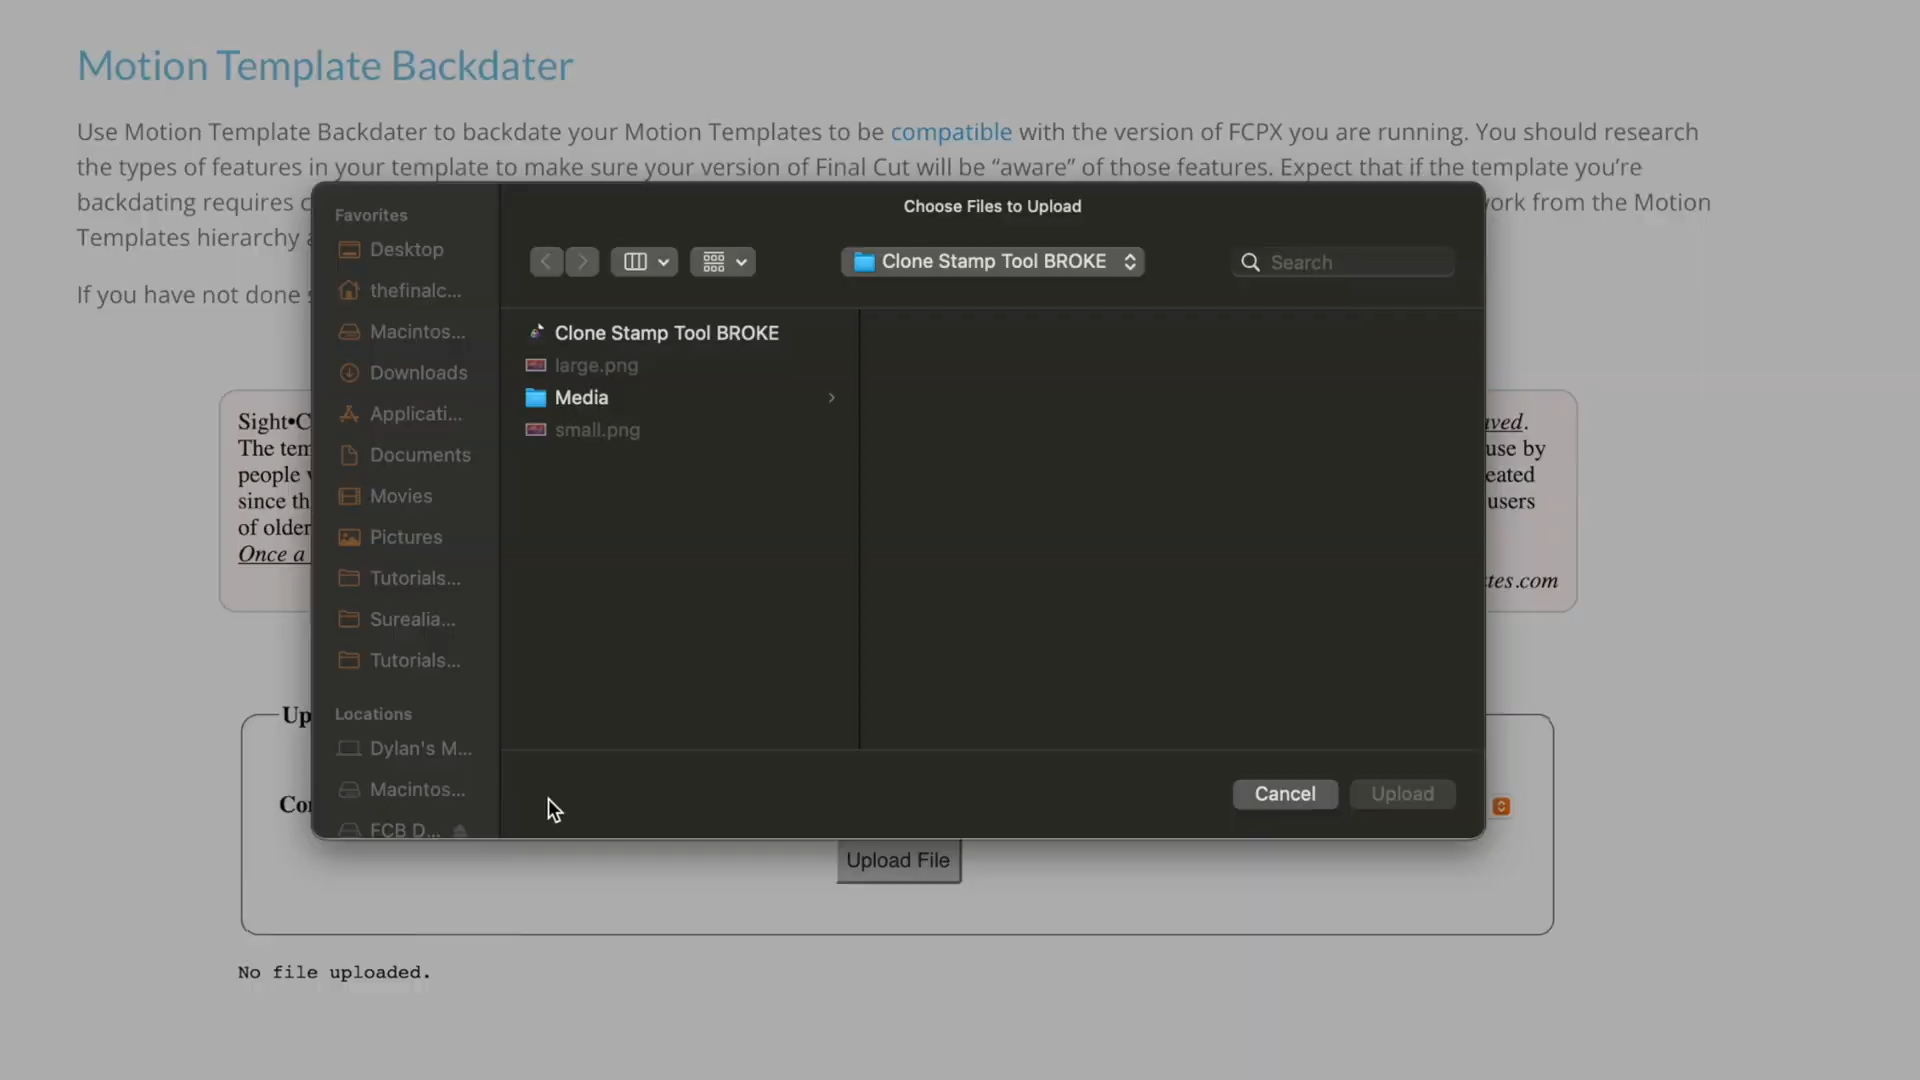 Motion Template Backdater
Use Motion Template Backdater to backdate your Motion Templates to be compatible with the version of FCPX you are running. You should research
the types of features in your template to make sure your version of Final Cut will be “aware” of those features. Expect that if the template you’re
backdating requires
work from the Motion
Templates hierarchy
If you have not done
Choose Files to Upload
Clone Stamp Tool BROKE
Search
Favorites
Desktop
thefinalc...
Macintos...
Downloads
Applicati...
Documents
Movies
Pictures
Tutorials...
Surealia...
Tutorials...
Locations
Dylan's M...
Macintos...
FCB D...
Clone Stamp Tool BROKE
large.png
Media
small.png
Cancel
Upload
Sight•C
The tem
people
since th
of older
Once a
aved.
use by
eated
users
tes.com
Up
Co
Upload File
No file uploaded.